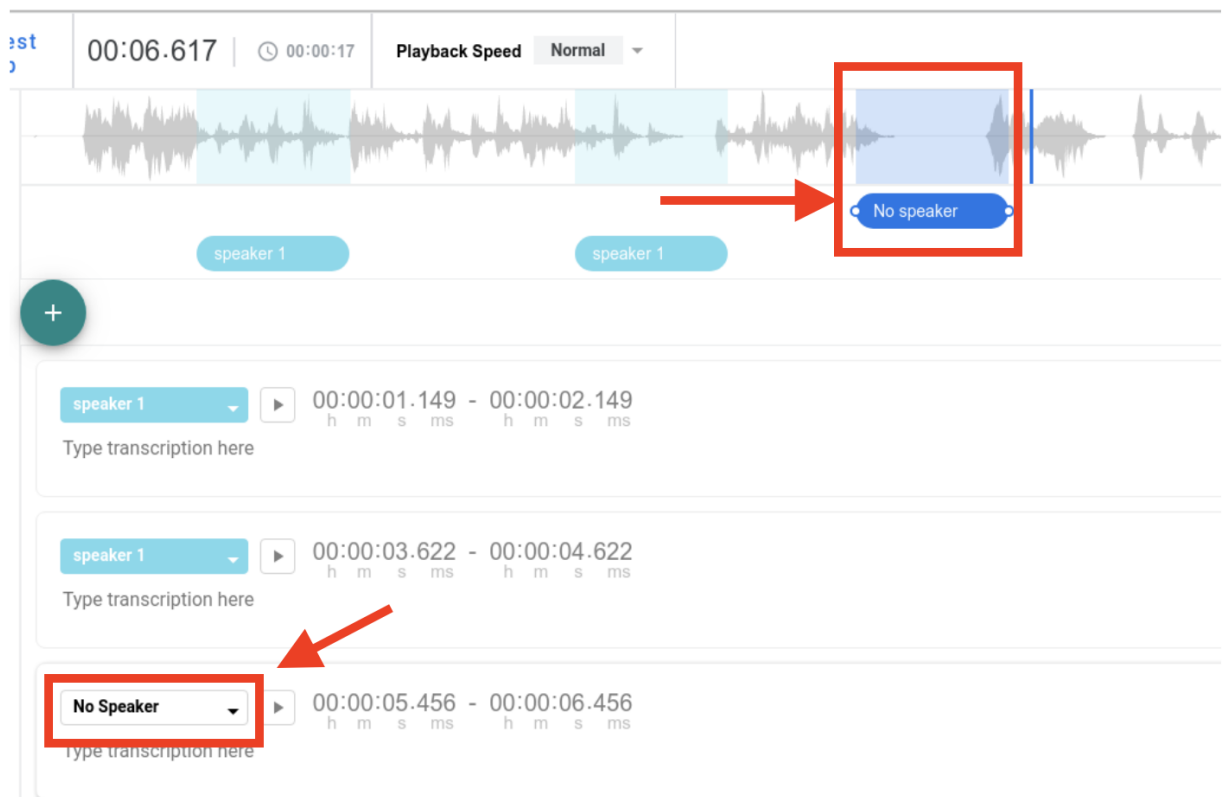 est
00:06.617 00:00:17 Playback Speed Normal
No speaker
speaker 1 speaker 1
+
speaker 1 00:00:01.149 - 00:00:02.149
h m s ms h m s ms
Type transcription here
speaker 1 00:00:03.622 - 00:00:04.622
h m s ms h m s ms
Type transcription here
No Speaker 00:00:05.456 - 00:00:06.456
h m s ms h m s ms
Type transcription here